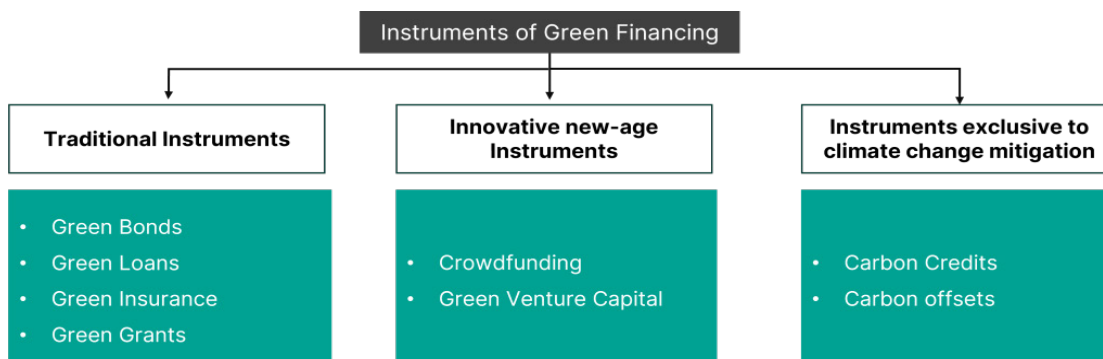 Instruments of Green Financing
Traditional Instruments
Innovative new-age
Instruments
Instruments exclusive to
climate change mitigation
• Green Bonds
• Green Loans
• Green Insurance
• Green Grants
• Crowdfunding
• Green Venture Capital
• Carbon Credits
• Carbon offsets